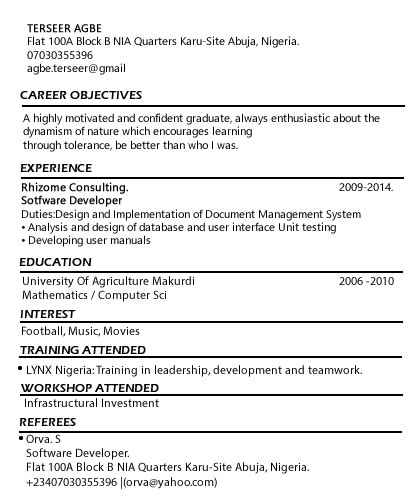 TERSEER AGBE
Flat 100A Block B NIA Quarters Karu-Site Abuja, Nigeria.
07030355396
agbe.terseer@gmail
CAREER OBJECTIVES
A highly motivated and confident graduate, always enthusiastic about the
dynamism of nature which encourages learning
through tolerance, be better than who I was.
EXPERIENCE
Rhizome Consulting. 2009-2014.
Sotfware Developer
Duties:Design and Implementation of Document Management System
• Analysis and design of database and user interface Unit testing
• Developing user manuals
EDUCATION
University Of Agriculture Makurdi 2006 -2010
Mathematics / Computer Sci
INTEREST
Football, Music, Movies
TRAINING ATTENDED
• LYNX Nigeria: Training in leadership, development and teamwork.
WORKSHOP ATTENDED
Infrastructural Investment
REFEREES
• Orva. S
Software Developer.
Flat 100A Block B NIA Quarters Karu-Site Abuja, Nigeria.
+23407030355396 |(orva@yahoo.com)